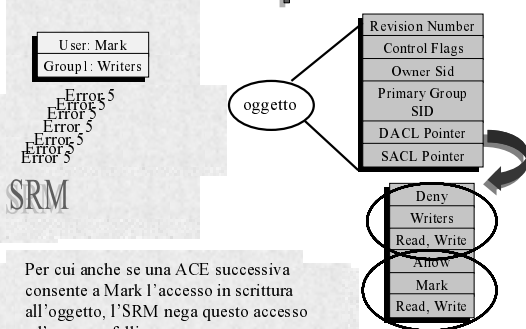 User: Mark
Group1: Writers
Error 5
Error 5
Error 5
Error 5
Error 5
Error 5
Error 5
SRM
oggetto
Revision Number
Control Flags
Owner Sid
Primary Group
SID
DACL Pointer
SACL Pointer
Deny
Writers
Read, Write
Allow
Mark
Read, Write
Per cui anche se una ACE successiva
consente a Mark l'accesso in scrittura
all'oggetto, l'SRM nega questo accesso